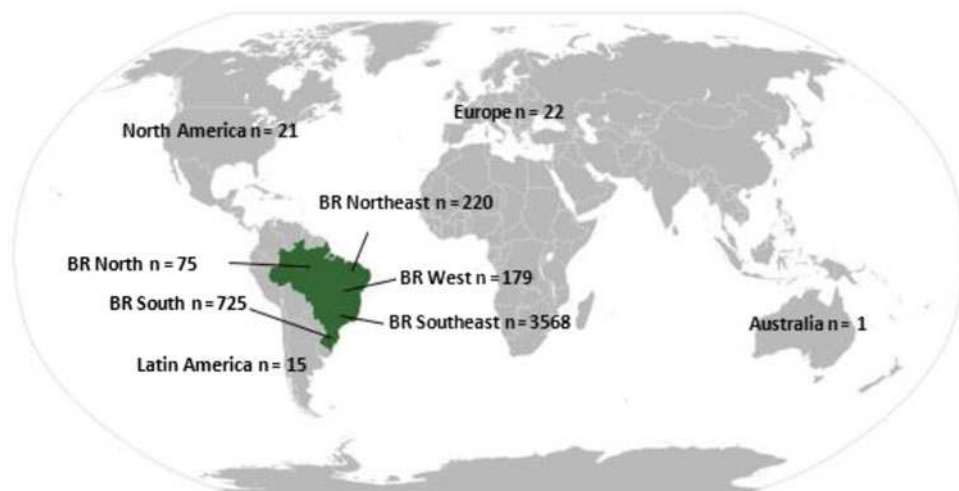 Europe n = 22
North America n = 21
BR Northeast n = 220
BR North n = 75
BR West n = 179
BR South n = 725
BR Southeast n = 3568
Australia n = 1
Latin America n = 15